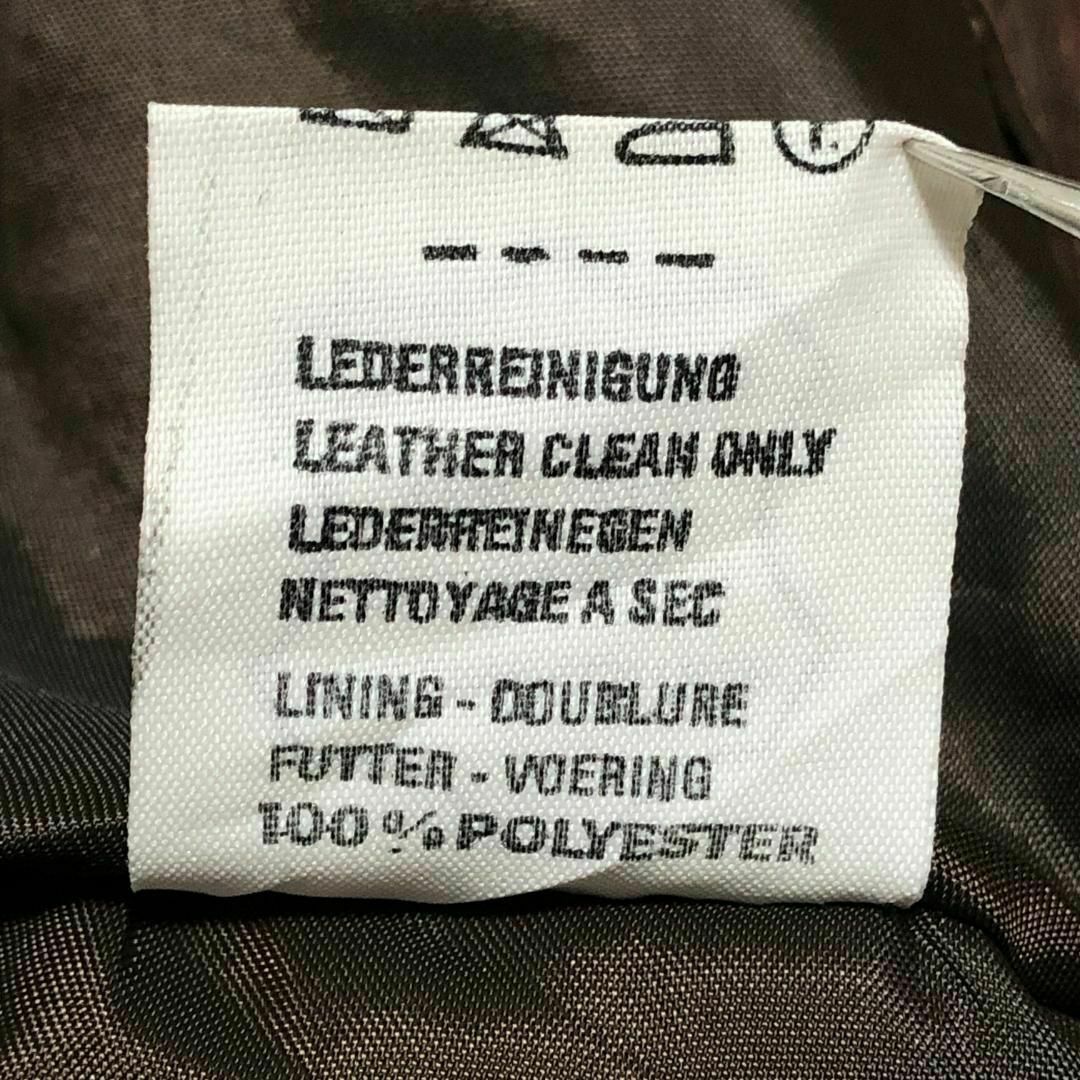 - - - -
LEDERREINIGUNG
LEATHER CLEAN ONLY
LEDERREINEGEN
NETTOYAGE A SEC
LINING - DOUBLURE
FUTTER - VOERING
100% POLYESTER